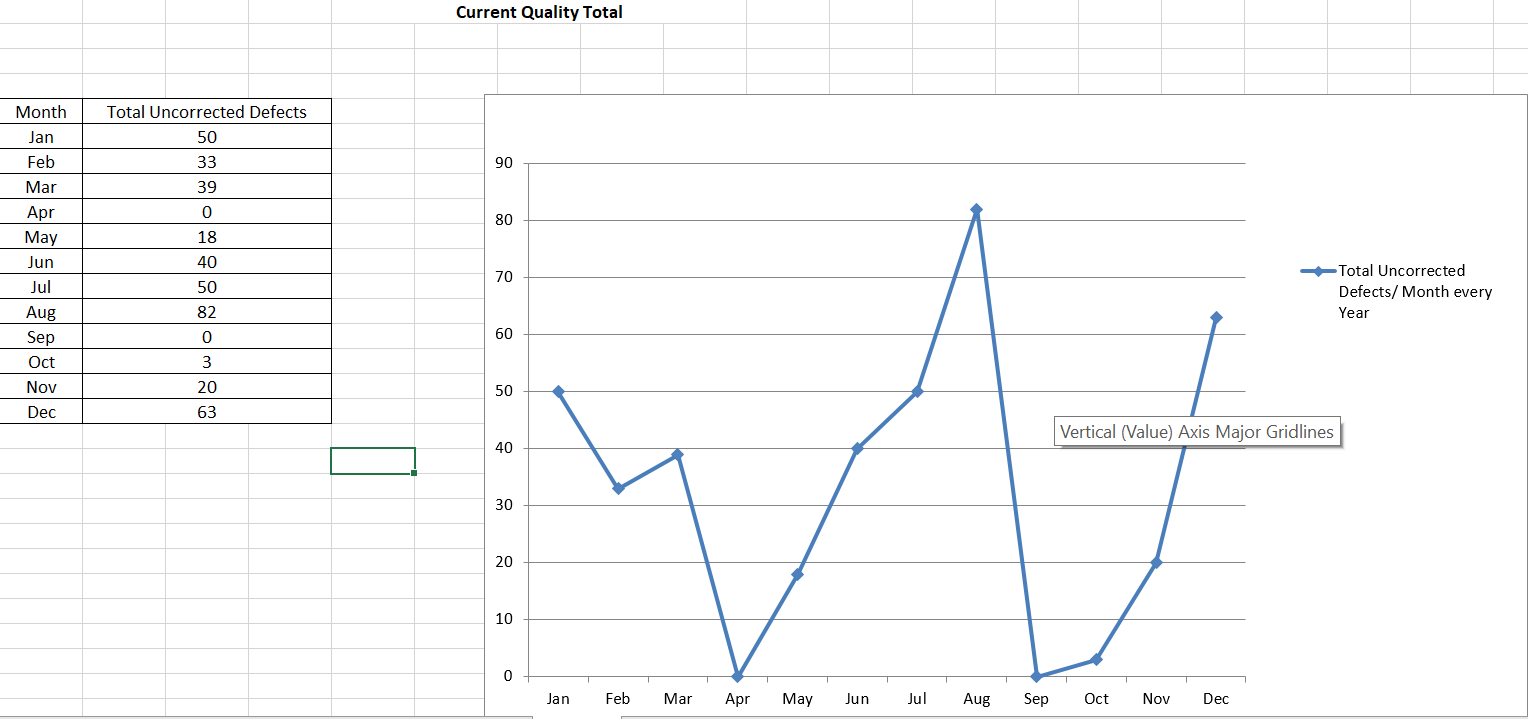 Current Quality Total
Month Total Uncorrected Defects
Jan 50
Feb 33
Mar 39
Apr 0
May 18
Jun 40
Jul 50
Aug 82
Sep 0
Oct 3
Nov 20
Dec 63
90
80
70
60
50
40
30
20
10
0
Jan Feb Mar Apr May Jun Jul Aug Sep Oct Nov Dec
Vertical (Value) Axis Major Gridlines
Total Uncorrected
Defects/ Month every
Year